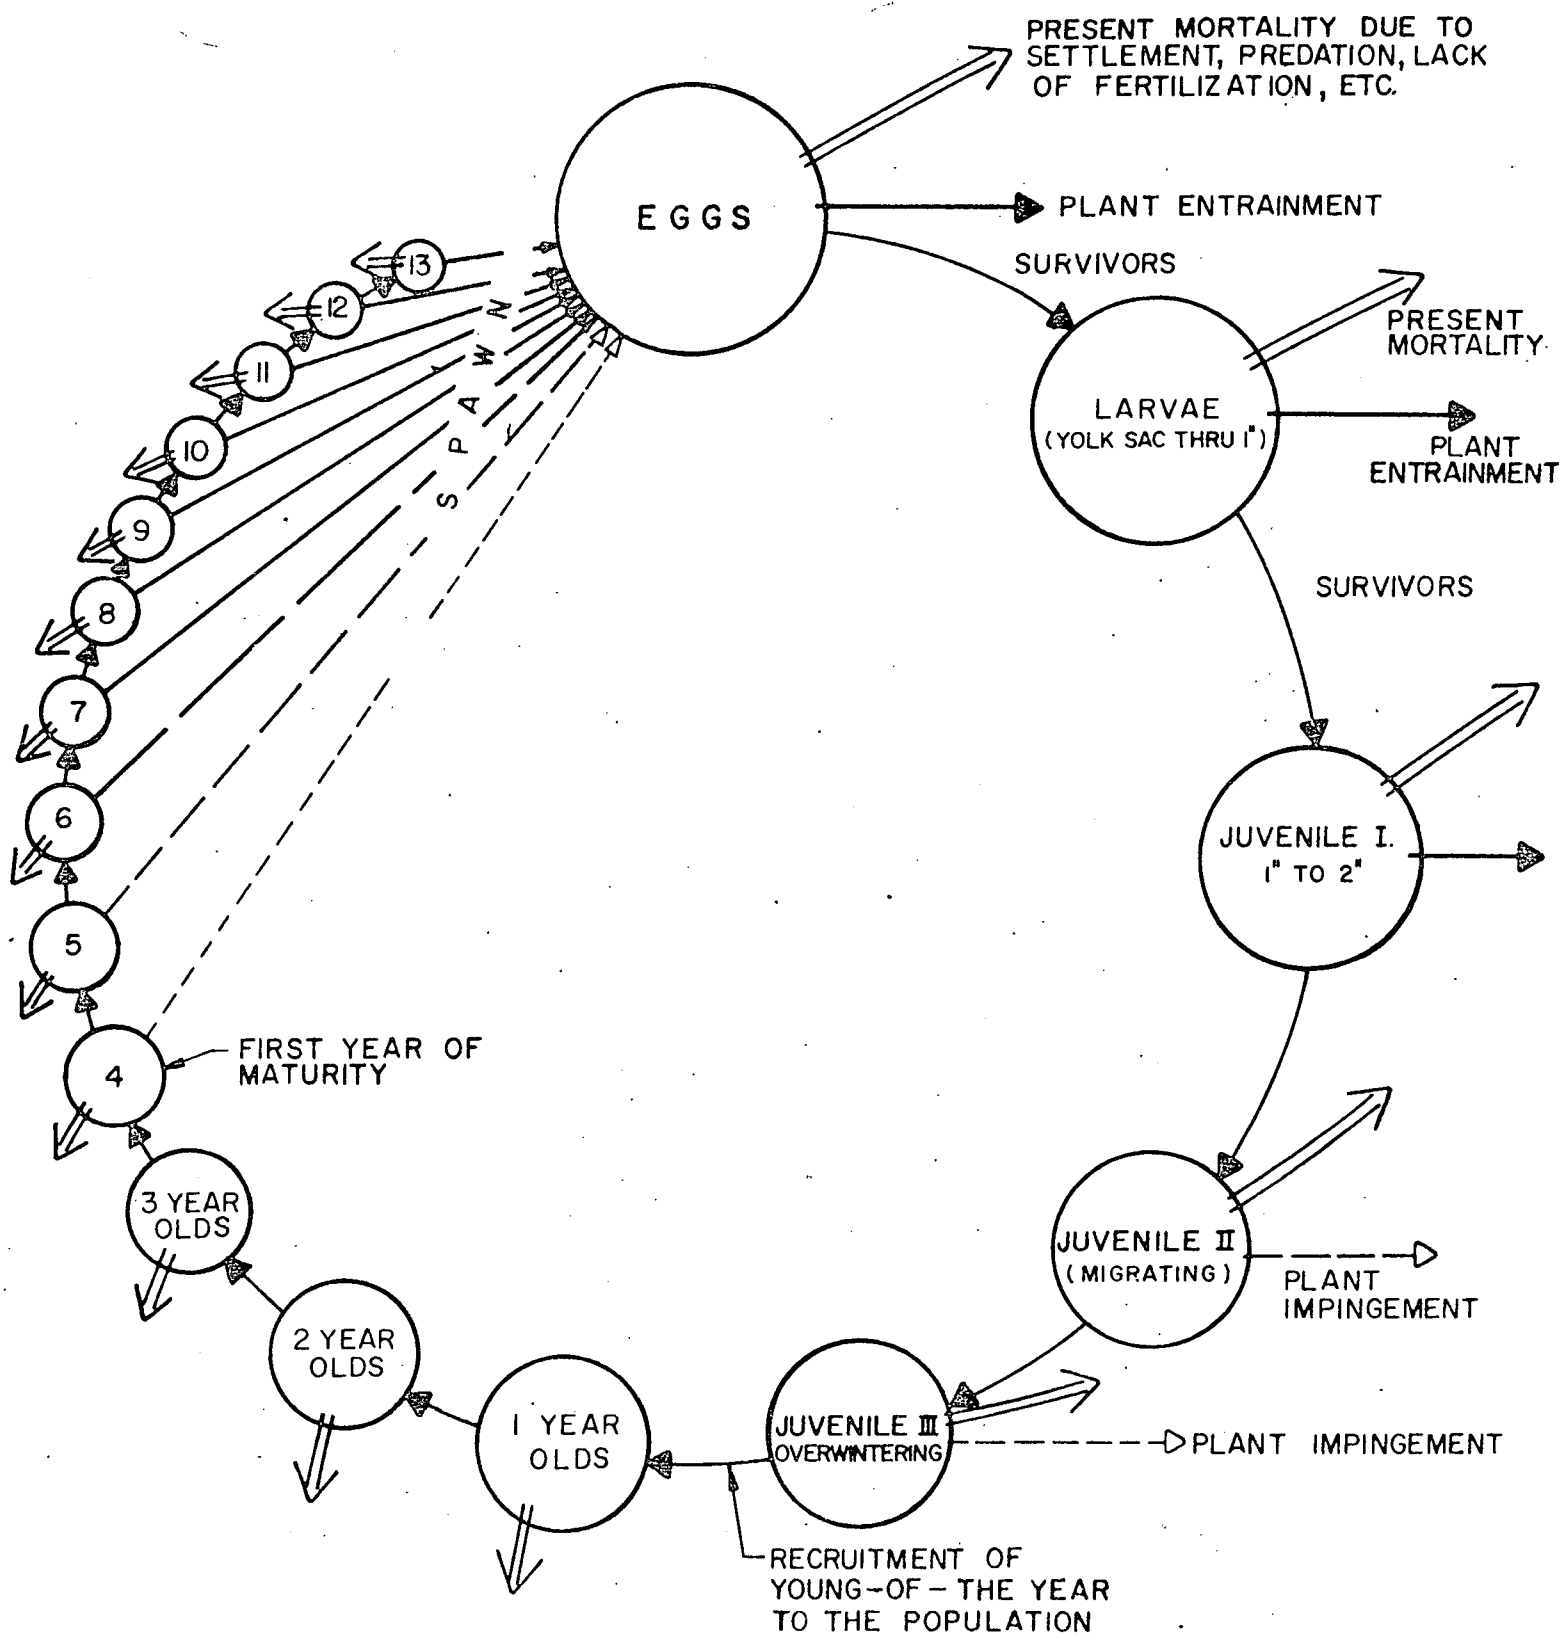 PRESENT MORTALITY DUE TO
SETTLEMENT, PREDATION, LACK
OF FERTILIZATION, ETC.
EGGS
PLANT ENTRAINMENT
SURVIVORS
PRESENT
MORTALITY
LARVAE
(YOLK SAC THRU 1")
PLANT
ENTRAINMENT
SURVIVORS
JUVENILE I.
1" TO 2"
JUVENILE II
(MIGRATING)
PLANT
IMPINGEMENT
JUVENILE III
OVERWINTERING
PLANT IMPINGEMENT
RECRUITMENT OF
YOUNG-OF-THE YEAR
TO THE POPULATION
1 YEAR
OLDS
2 YEAR
OLDS
3 YEAR
OLDS
4
FIRST YEAR OF
MATURITY
5
6
7
8
9
10
11
12
13
SPAWN